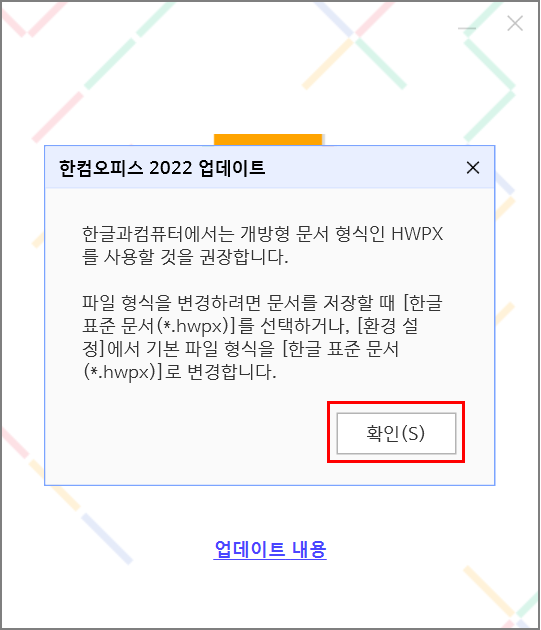 한컴오피스 2022 업데이트
한글과컴퓨터에서는 개방형 문서 형식인 HWPX
를 사용할 것을 권장합니다.
파일 형식을 변경하려면 문서를 저장할 때 [한글
표준 문서(*.hwpx)]를 선택하거나, [환경 설
정]에서 기본 파일 형식을 [한글 표준 문서
(*.hwpx)]로 변경합니다.
확인(S)
업데이트 내용